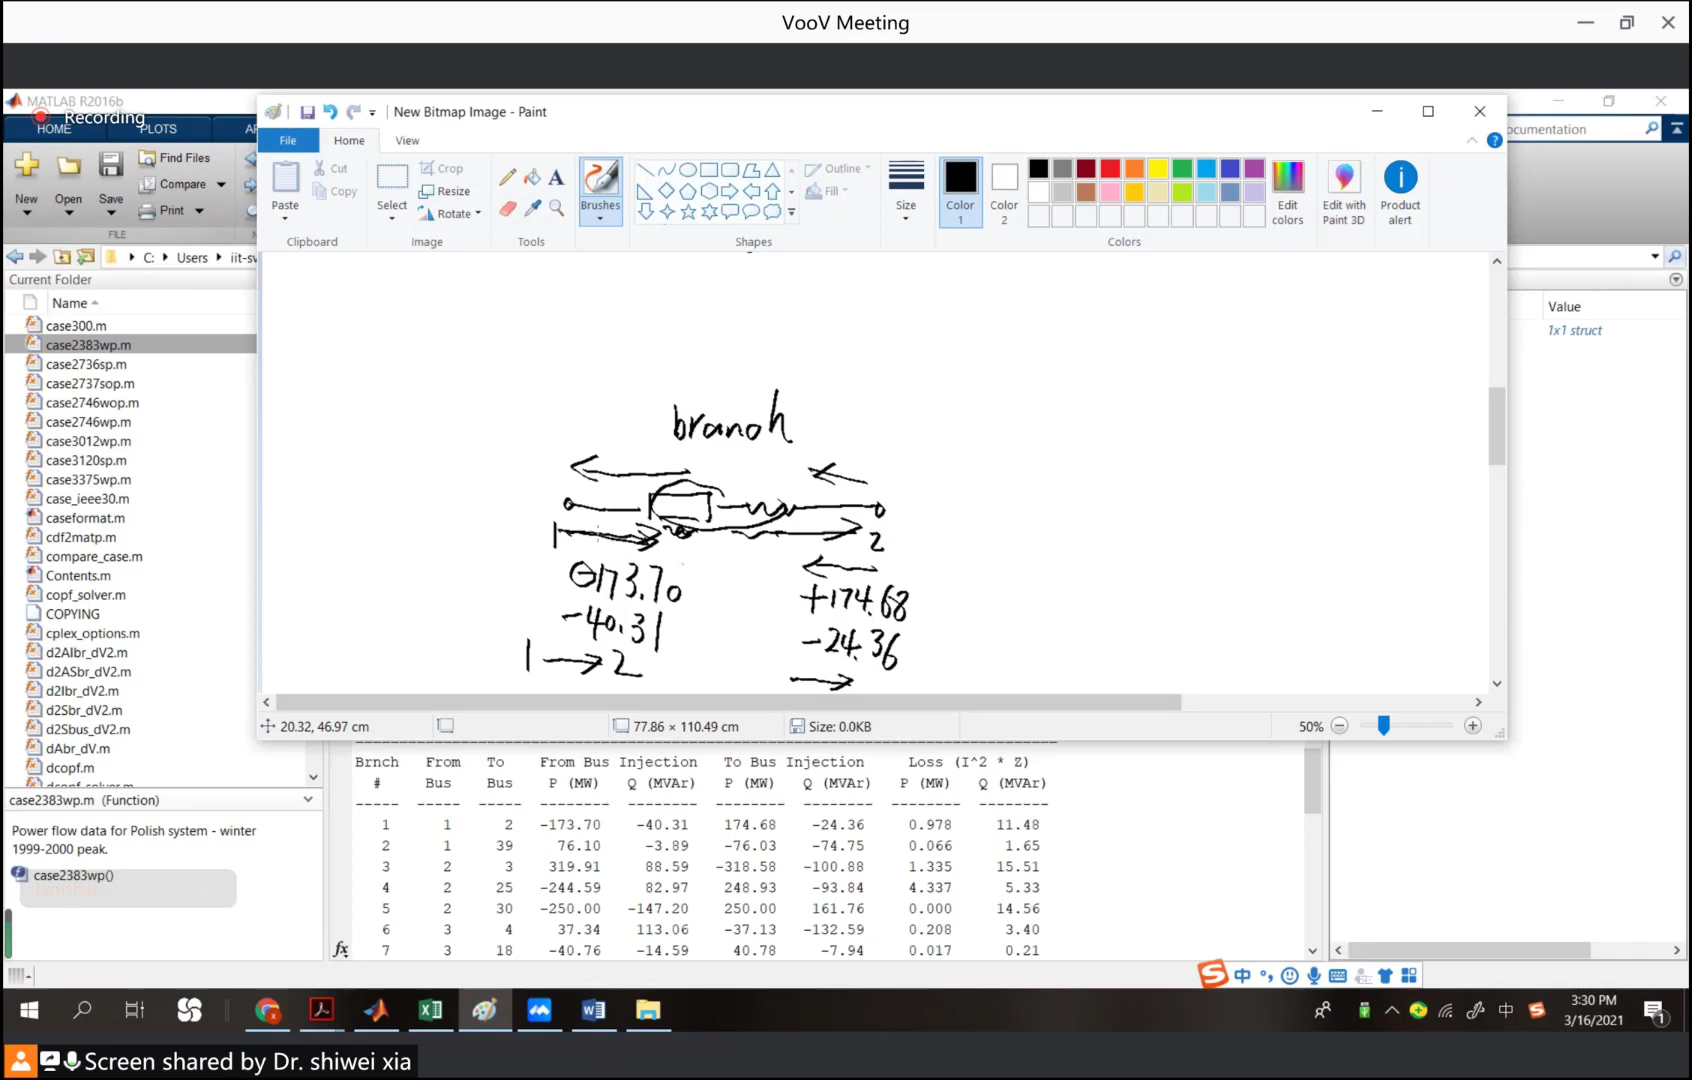 VooV Meeting
MATLAB R2016b
Recording
HOME
PLOTS
New Bitmap Image - Paint
File
Home
View
Documentation
New
Open
Save
Find Files
Compare
Print
FILE
Paste
Cut
Copy
Clipboard
Select
Crop
Resize
Rotate
Image
Tools
Brushes
Shapes
Outline
Fill
Size
Color
1
Color
2
Edit
colors
Edit with
Paint 3D
Product
alert
Colors
C:
Users
iit-sv
Current Folder
Name
Value
1x1 struct
case300.m
case2383wp.m
case2736sp.m
case2737sop.m
case2746wop.m
case2746wp.m
case3012wp.m
case3120sp.m
case3375wp.m
case_ieee30.m
caseformat.m
cdf2matp.m
compare_case.m
Contents.m
copf_solver.m
COPYING
cplex_options.m
d2AIbr_dV2.m
d2ASbr_dV2.m
d2Ibr_dV2.m
d2Sbr_dV2.m
d2Sbus_dV2.m
dAbr_dV.m
dcopf.m
dcopf_solver.m
branch
1
2
-173.70
-40.31
1 → 2
+174.68
-24.36
20.32, 46.97 cm
77.86 × 110.49 cm
Size: 0.0KB
50%
case2383wp.m (Function)
Power flow data for Polish system - winter
1999-2000 peak.
case2383wp()
Brnch From To From Bus Injection To Bus Injection Loss (I^2 * Z)
# Bus Bus P (MW) Q (MVAr) P (MW) Q (MVAr) P (MW) Q (MVAr)
----- ----- ----- -------- -------- -------- -------- -------- --------
1 1 2 -173.70 -40.31 174.68 -24.36 0.978 11.48
2 1 39 76.10 -3.89 -76.03 -74.75 0.066 1.65
3 2 3 319.91 88.59 -318.58 -100.88 1.335 15.51
4 2 25 -244.59 82.97 248.93 -93.84 4.337 5.33
5 2 30 -250.00 -147.20 250.00 161.76 0.000 14.56
6 3 4 37.34 113.06 -37.13 -132.59 0.208 3.40
7 3 18 -40.76 -14.59 40.78 -7.94 0.017 0.21
fx
中
3:30 PM
3/16/2021
中
1
Screen shared by Dr. shiwei xia